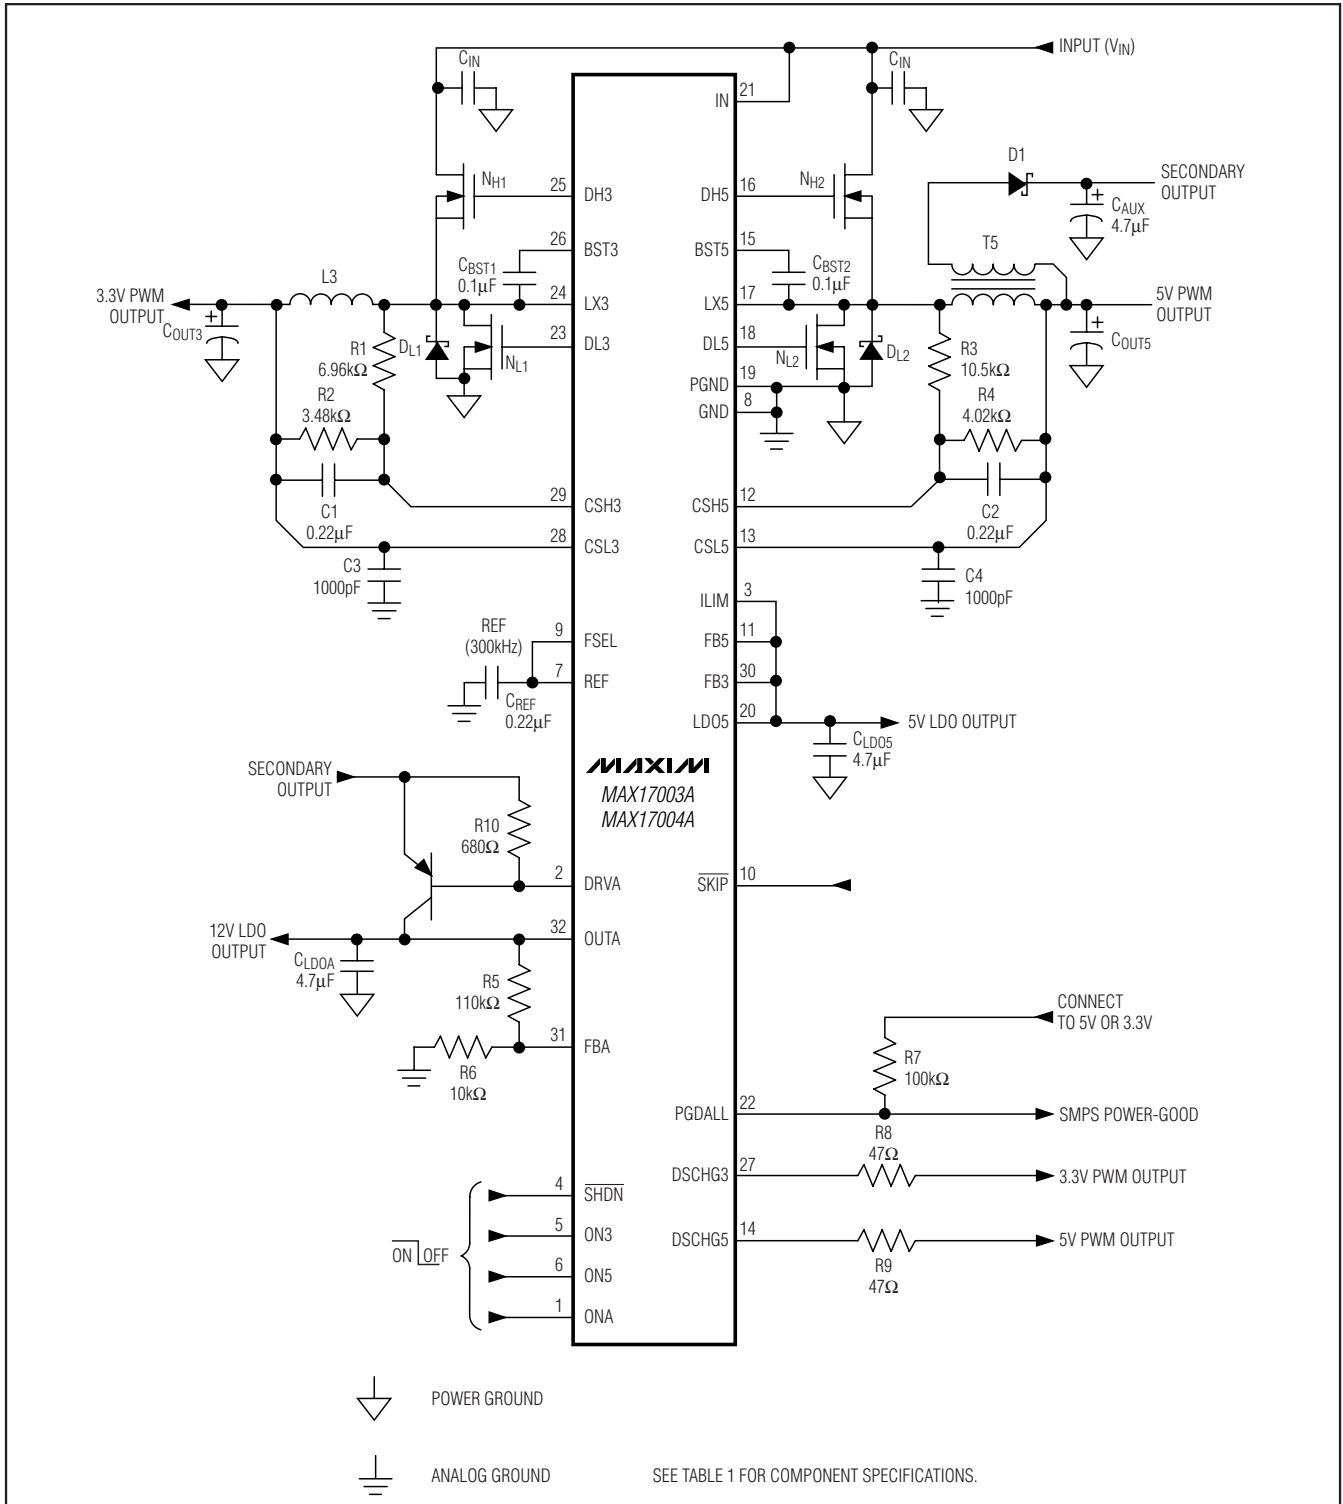 INPUT (VIN)
CIN
CIN
21
IN
D1
SECONDARY
OUTPUT
NH1
25
DH3
DH5
16
NH2
CAUX
4.7µF
+
26
BST3
BST5
15
T5
CBST1
0.1µF
CBST2
0.1µF
L3
3.3V PWM
OUTPUT
24
LX3
LX5
17
5V PWM
OUTPUT
+
COUT3
+
COUT5
R1
6.96kΩ
DL1
NL1
23
DL3
DL5
18
NL2
DL2
R3
10.5kΩ
PGND
19
R2
3.48kΩ
GND
8
R4
4.02kΩ
C1
0.22µF
29
CSH3
CSH5
12
C2
0.22µF
28
CSL3
CSL5
13
C3
1000pF
C4
1000pF
ILIM
3
REF
(300kHz)
9
FSEL
FB5
11
7
REF
FB3
30
CREF
0.22µF
LDO5
20
5V LDO OUTPUT
CLDO5
4.7µF
MAXIM
MAX17003A
MAX17004A
SECONDARY
OUTPUT
R10
680Ω
2
DRVA
SKIP
10
12V LDO
OUTPUT
32
OUTA
CLDOA
4.7µF
R5
110kΩ
31
FBA
R6
10kΩ
CONNECT
TO 5V OR 3.3V
R7
100kΩ
PGDALL
22
SMPS POWER-GOOD
R8
47Ω
DSCHG3
27
3.3V PWM OUTPUT
4
SHDN
5
ON3
DSCHG5
14
5V PWM OUTPUT
R9
47Ω
ON OFF
6
ON5
1
ONA
POWER GROUND
ANALOG GROUND
SEE TABLE 1 FOR COMPONENT SPECIFICATIONS.